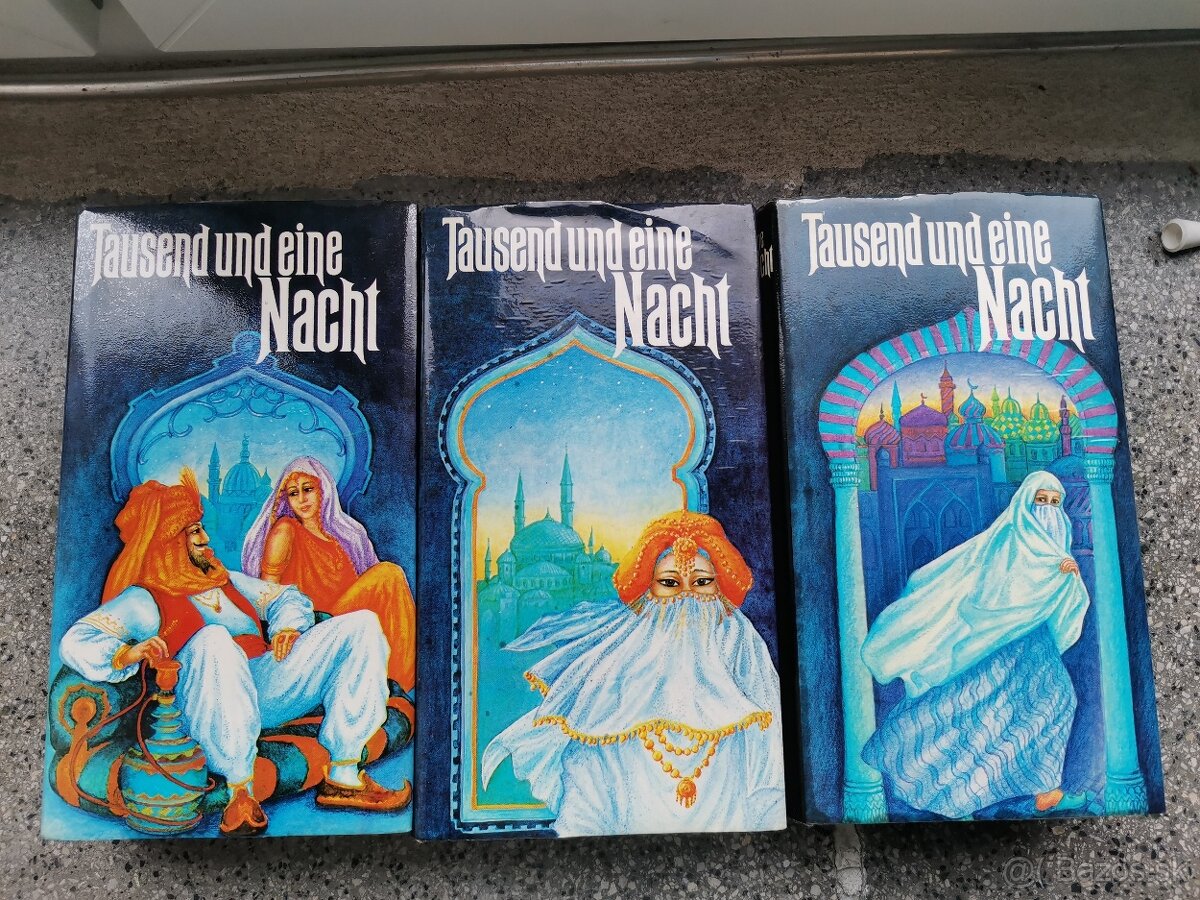 Tausend und eine
Nacht
Tausend und eine
Nacht
Tausend und eine
Nacht
Bazos.sk